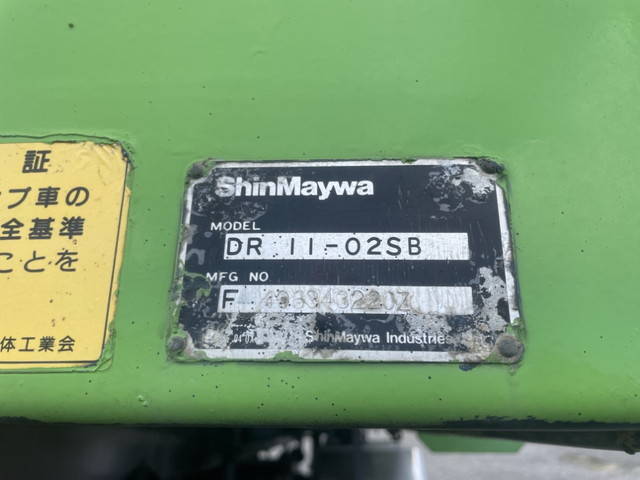 証
ップ車の
全基準
ことを
体工業会
ShinMaywa
MODEL
DR 11-02SB
MFG NO
F
ShinMaywa Industries